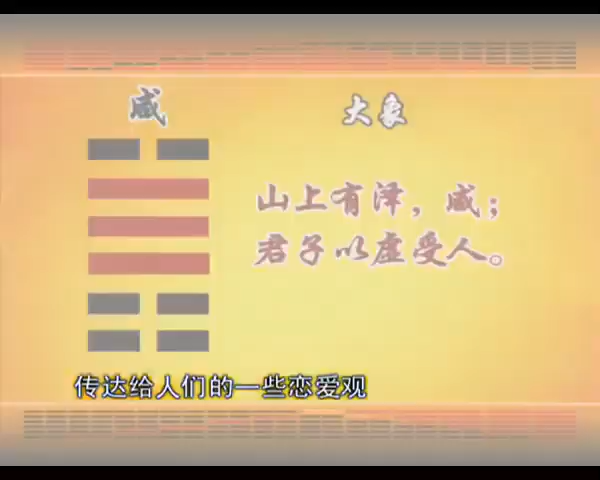 咸
大象
山上有泽，咸；
君子以虚受人。
传达给人们的一些恋爱观